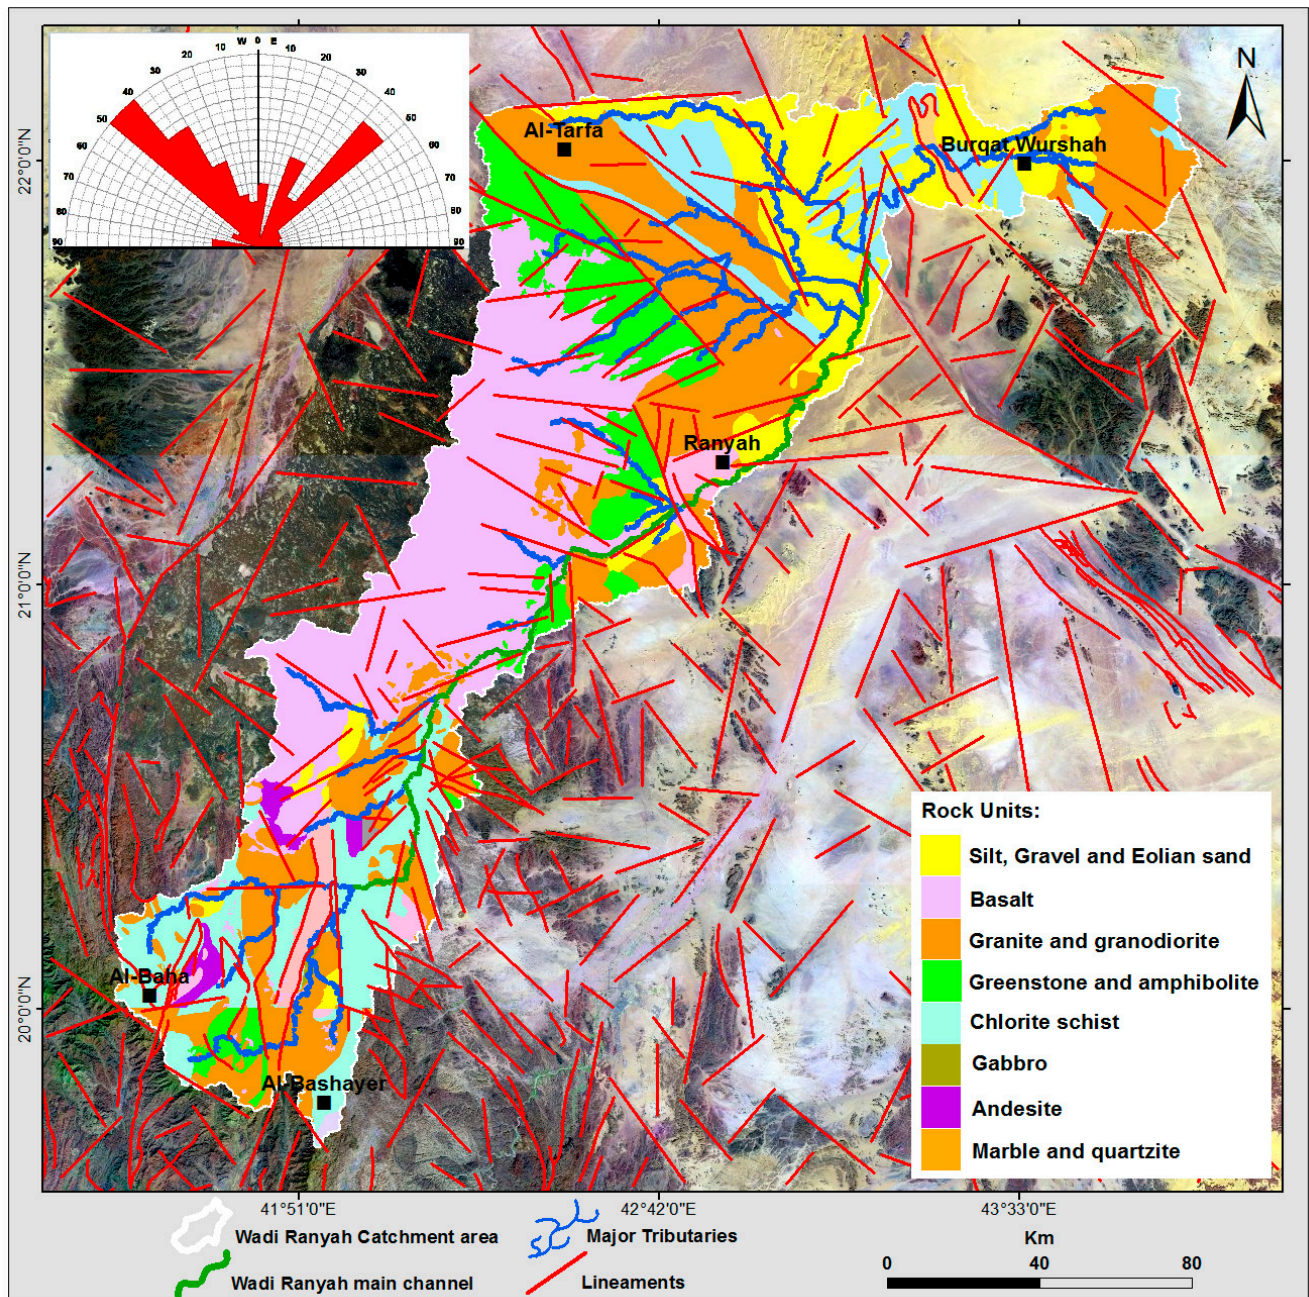 W 0 E
10 10
20 20
30 30
40 40
50 50
60 60
70 70
80 80
90 90
N
Al-Tarfa
Burqat Wurshah
Ranyah
Al-Baha
Al-Bashayer
22°0'0"N
21°0'0"N
20°0'0"N
Rock Units:
Silt, Gravel and Eolian sand
Basalt
Granite and granodiorite
Greenstone and amphibolite
Chlorite schist
Gabbro
Andesite
Marble and quartzite
41°51'0"E 42°42'0"E 43°33'0"E
Wadi Ranyah Catchment area
Major Tributaries
Wadi Ranyah main channel
Lineaments
Km
0 40 80